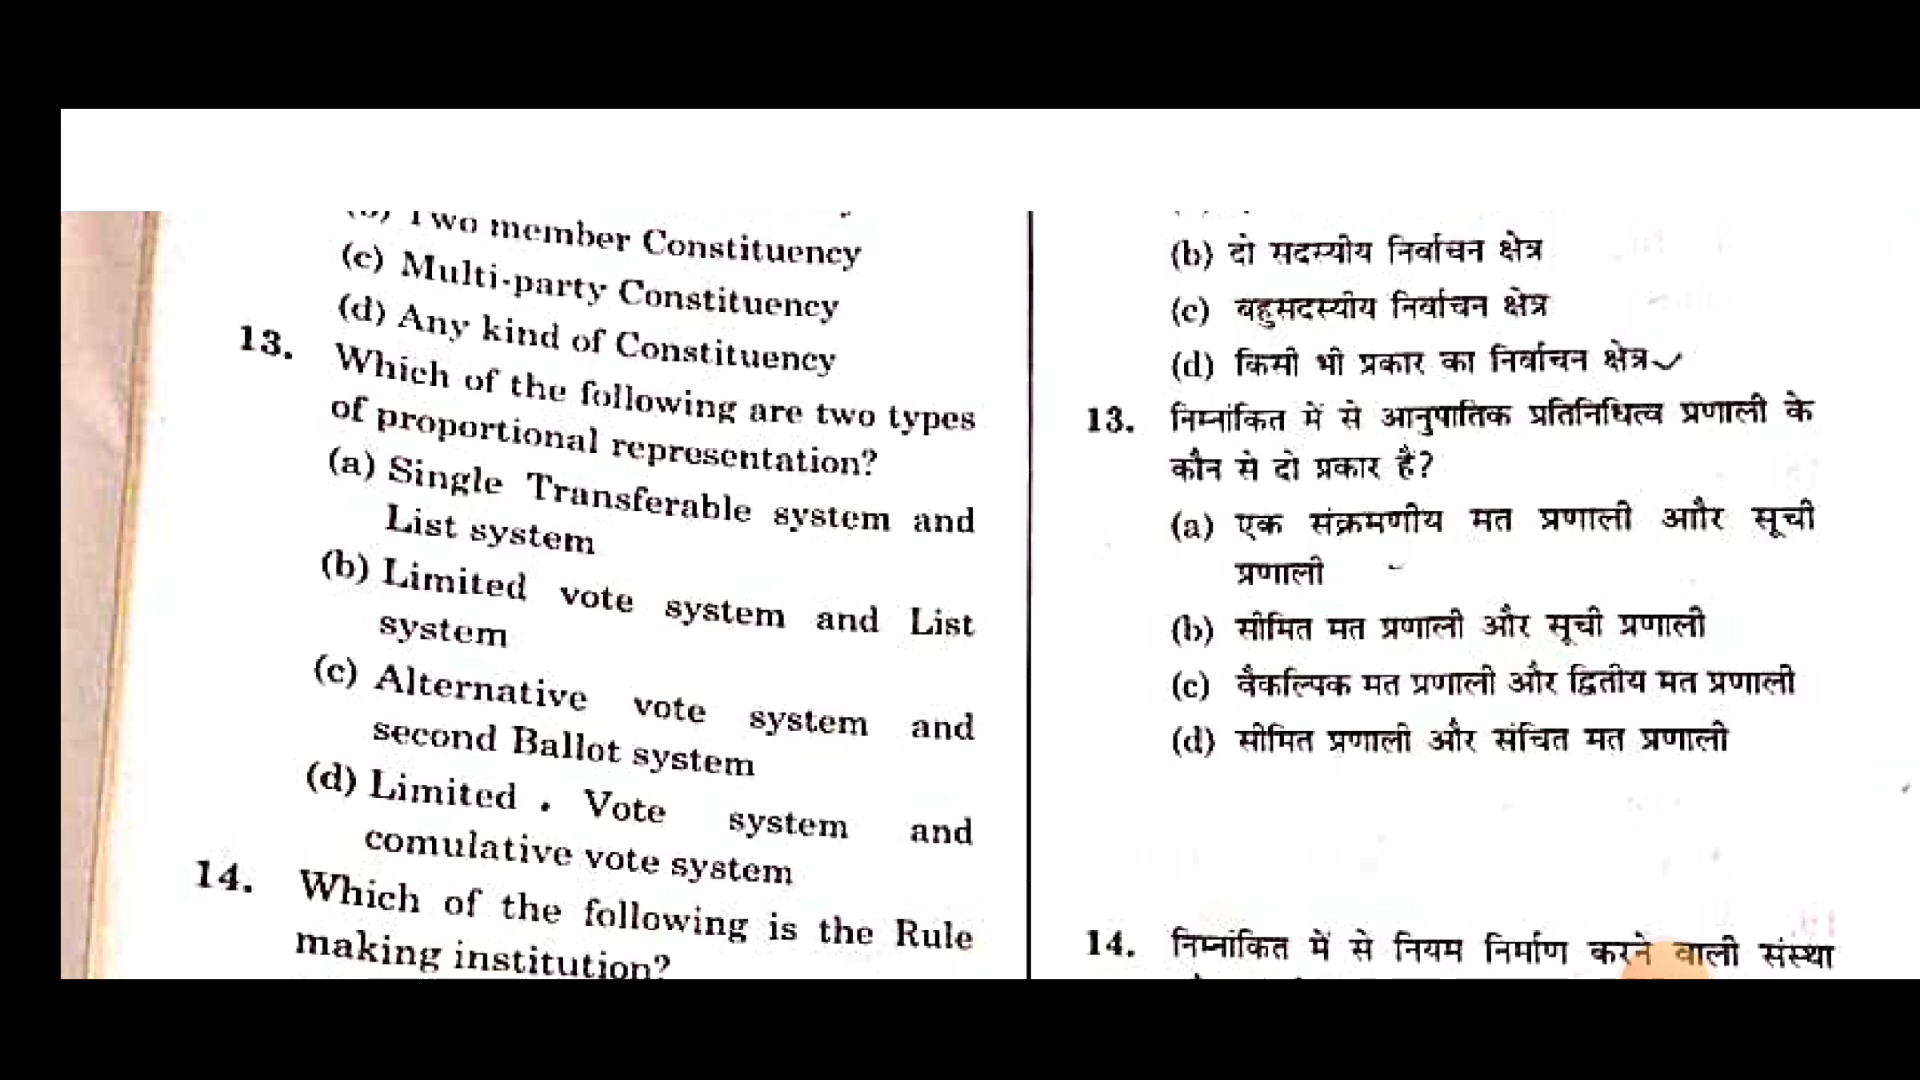 Two member Constituency
(c) Multi-party Constituency
(d) Any kind of Constituency
13. Which of the following are two types
of proportional representation?
(a) Single Transferable system and
List system
(b) Limited vote system and List
system
(c) Alternative vote system and
second Ballot system
(d) Limited . Vote system and
comulative vote system
14. Which of the following is the Rule
making institution?
(b) दो सदस्यीय निर्वाचन क्षेत्र
(c) बहुसदस्यीय निर्वाचन क्षेत्र
(d) किसी भी प्रकार का निर्वाचन क्षेत्र
13. निम्नांकित में से आनुपातिक प्रतिनिधित्व प्रणाली के
कौन से दो प्रकार हैं?
(a) एक संक्रमणीय मत प्रणाली और सूची
प्रणाली
(b) सीमित मत प्रणाली और सूची प्रणाली
(c) वैकल्पिक मत प्रणाली और द्वितीय मत प्रणाली
(d) सीमित प्रणाली और संचित मत प्रणाली
14. निम्नांकित में से नियम निर्माण करने वाली संस्था